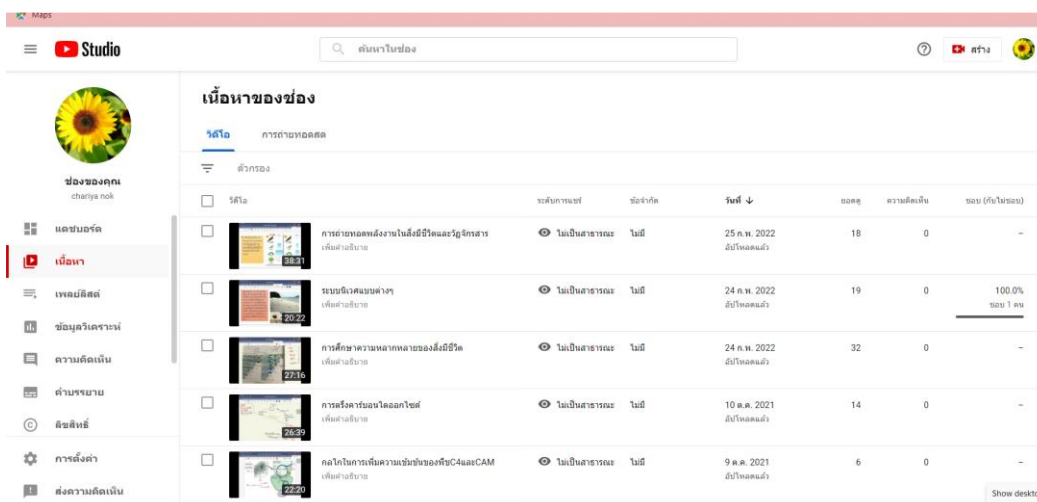 Maps
Studio
ค้นหาในช่อง
สร้าง
ช่องของคุณ
chariya nok
แดชบอร์ด
เนื้อหา
เพลย์ลิสต์
ข้อมูลวิเคราะห์
ความคิดเห็น
คำบรรยาย
ลิขสิทธิ์
การตั้งค่า
ส่งความคิดเห็น
เนื้อหาของช่อง
วิดีโอ การถ่ายทอดสด
ตัวกรอง
วิดีโอ ระดับการแชร์ ข้อจำกัด วันที่ ↓ ยอดดู ความคิดเห็น ชอบ (กับไม่ชอบ)
การถ่ายทอดพลังงานในสิ่งมีชีวิตและวัฏจักรสาร ไม่เป็นสาธารณะ ไม่มี 25 ก.พ. 2022 18 0 –
38:31 เพิ่มคำอธิบาย อัปโหลดแล้ว
ระบบนิเวศแบบต่างๆ ไม่เป็นสาธารณะ ไม่มี 24 ก.พ. 2022 19 0 100.0%
20:22 เพิ่มคำอธิบาย อัปโหลดแล้ว ชอบ 1 คน
การศึกษาความหลากหลายของสิ่งมีชีวิต ไม่เป็นสาธารณะ ไม่มี 24 ก.พ. 2022 32 0 –
27:16 เพิ่มคำอธิบาย อัปโหลดแล้ว
การตรึงคาร์บอนไดออกไซด์ ไม่เป็นสาธารณะ ไม่มี 10 ต.ค. 2021 14 0 –
26:39 เพิ่มคำอธิบาย อัปโหลดแล้ว
กลไกในการเพิ่มความเข้มข้นของพืชC4และCAM ไม่เป็นสาธารณะ ไม่มี 9 ต.ค. 2021 6 0 –
22:20 เพิ่มคำอธิบาย อัปโหลดแล้ว
Show deskto